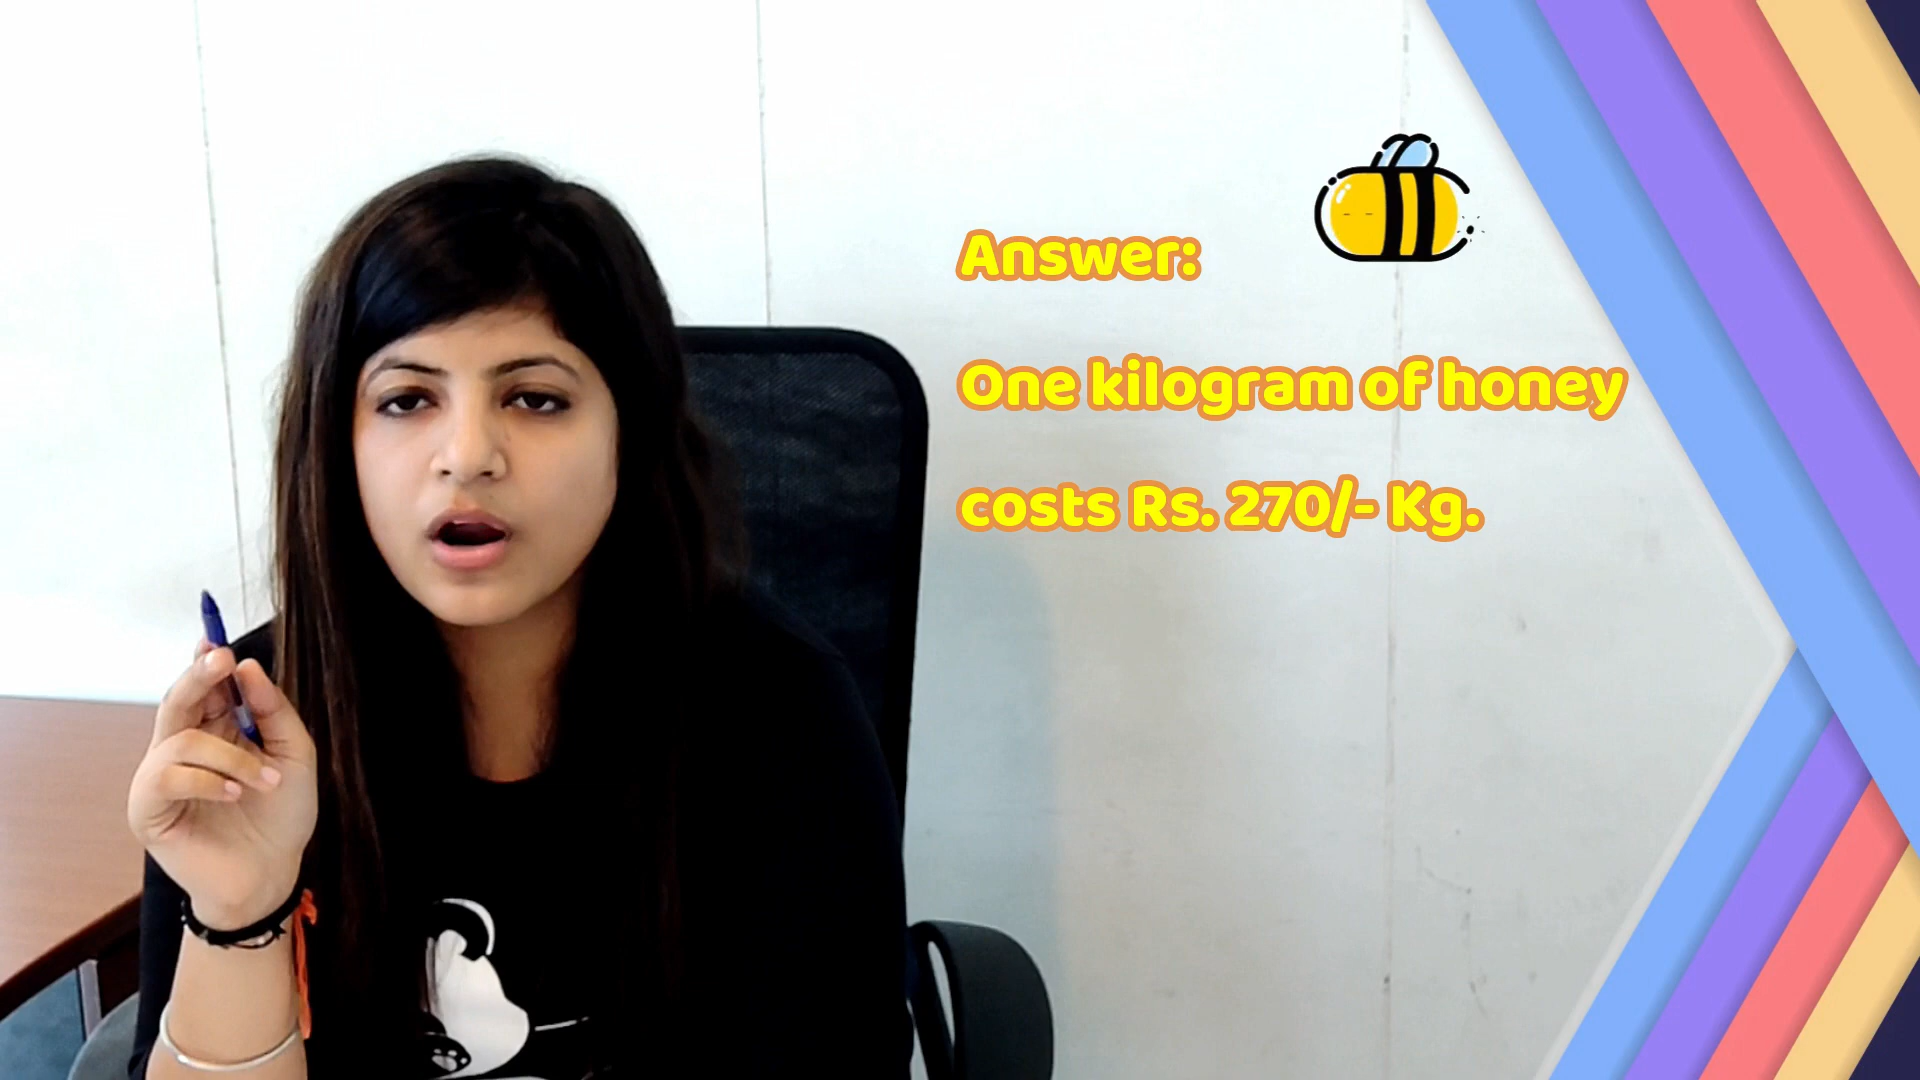 Answer:
One kilogram of honey
costs Rs. 270/- Kg.